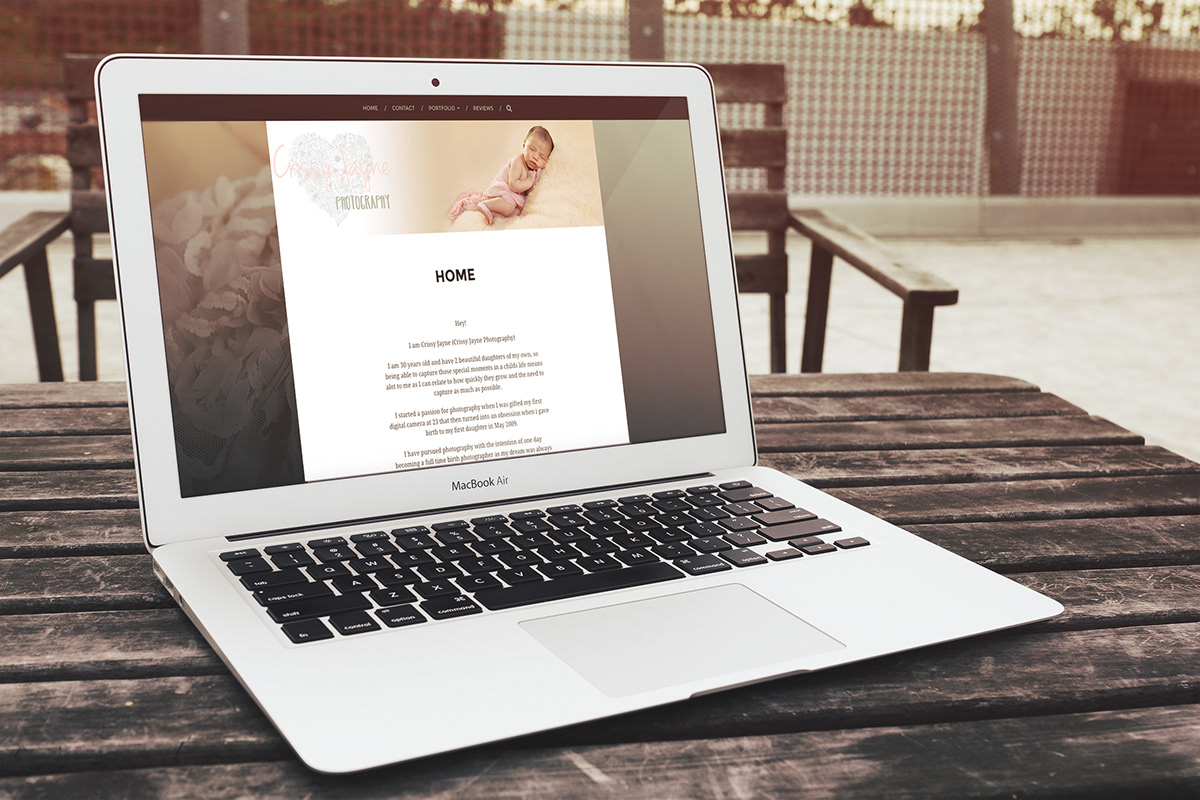 HOME / CONTACT / PORTFOLIO / REVIEWS /
Crissy Jayne
PHOTOGRAPHY
HOME
Hey!
I am Crissy Jayne (Crissy Jayne Photography)
I am 30 years old and have 2 beautiful daughters of my own, so
being able to capture those special moments in a childs life means
alot to me as I can relate to how quickly they grow and the need to
capture as much as possible.
I started a passion for photography when I was gifted my first
digital camera at 23 that then turned into an obsession when i gave
birth to my first daughter in May 2009.
I have pursued photography with the intention of one day
becoming a full time birth photographer as my dream was always
MacBook Air
Q W E R T Y U I O P
tab
A S D F G H J K L
caps lock
Z X C V B N M
shift
fn control alt option ⌘ command ⌘ command option